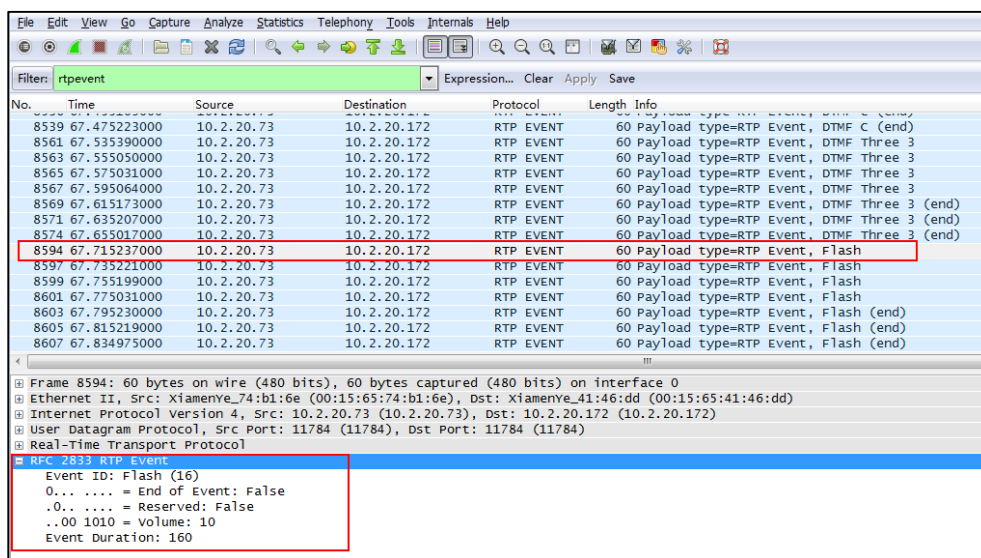 File Edit View Go Capture Analyze Statistics Telephony Tools Internals Help
Filter: rtpevent Expression... Clear Apply Save
No. Time Source Destination Protocol Length Info
8539 67.475223000 10.2.20.73 10.2.20.172 RTP EVENT 60 Payload type=RTP Event, DTMF C (end)
8561 67.535390000 10.2.20.73 10.2.20.172 RTP EVENT 60 Payload type=RTP Event, DTMF Three 3
8563 67.555050000 10.2.20.73 10.2.20.172 RTP EVENT 60 Payload type=RTP Event, DTMF Three 3
8565 67.575031000 10.2.20.73 10.2.20.172 RTP EVENT 60 Payload type=RTP Event, DTMF Three 3
8567 67.595064000 10.2.20.73 10.2.20.172 RTP EVENT 60 Payload type=RTP Event, DTMF Three 3
8569 67.615173000 10.2.20.73 10.2.20.172 RTP EVENT 60 Payload type=RTP Event, DTMF Three 3 (end)
8571 67.635207000 10.2.20.73 10.2.20.172 RTP EVENT 60 Payload type=RTP Event, DTMF Three 3 (end)
8574 67.655017000 10.2.20.73 10.2.20.172 RTP EVENT 60 Payload type=RTP Event, DTMF Three 3 (end)
8594 67.715237000 10.2.20.73 10.2.20.172 RTP EVENT 60 Payload type=RTP Event, Flash
8597 67.735221000 10.2.20.73 10.2.20.172 RTP EVENT 60 Payload type=RTP Event, Flash
8599 67.755199000 10.2.20.73 10.2.20.172 RTP EVENT 60 Payload type=RTP Event, Flash
8601 67.775031000 10.2.20.73 10.2.20.172 RTP EVENT 60 Payload type=RTP Event, Flash
8603 67.795230000 10.2.20.73 10.2.20.172 RTP EVENT 60 Payload type=RTP Event, Flash (end)
8605 67.815219000 10.2.20.73 10.2.20.172 RTP EVENT 60 Payload type=RTP Event, Flash (end)
8607 67.834975000 10.2.20.73 10.2.20.172 RTP EVENT 60 Payload type=RTP Event, Flash (end)
Frame 8594: 60 bytes on wire (480 bits), 60 bytes captured (480 bits) on interface 0
Ethernet II, Src: XiamenYe_74:b1:6e (00:15:65:74:b1:6e), Dst: XiamenYe_41:46:dd (00:15:65:41:46:dd)
Internet Protocol Version 4, Src: 10.2.20.73 (10.2.20.73), Dst: 10.2.20.172 (10.2.20.172)
User Datagram Protocol, Src Port: 11784 (11784), Dst Port: 11784 (11784)
Real-Time Transport Protocol
RFC 2833 RTP Event
Event ID: Flash (16)
0... .... = End of Event: False
.0.. .... = Reserved: False
..00 1010 = Volume: 10
Event Duration: 160